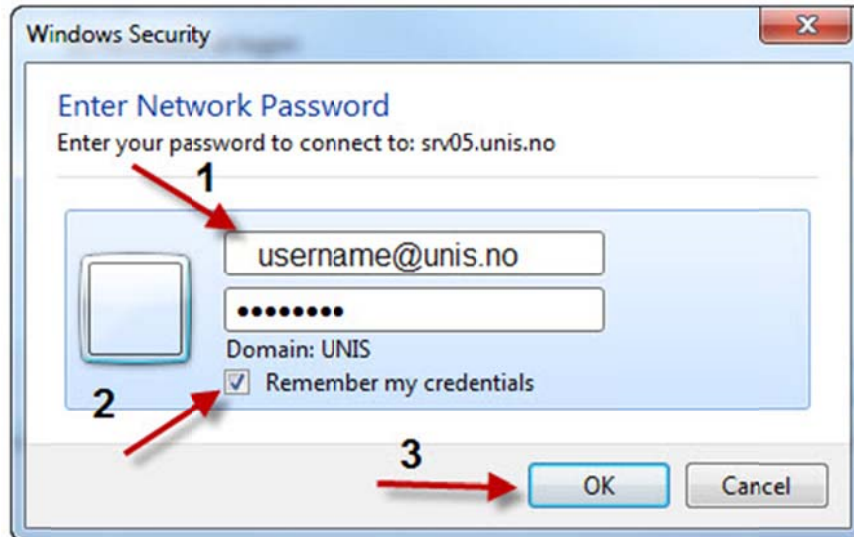 Windows Security
Enter Network Password
Enter your password to connect to: srv05.unis.no
1
username@unis.no
•••••••••
Domain: UNIS
2
Remember my credentials
3
OK
Cancel